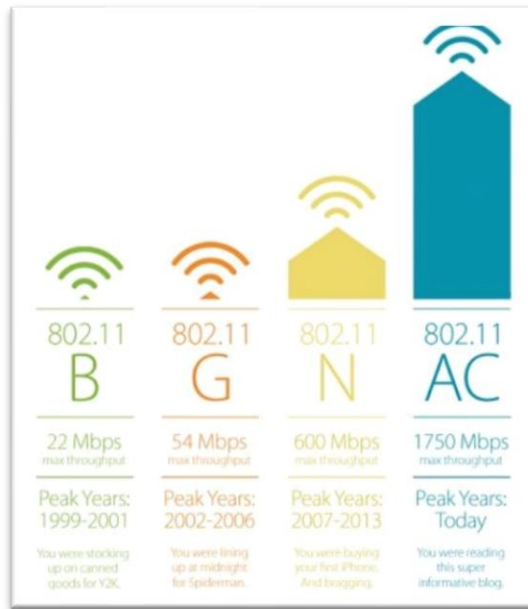 802.11
B
22 Mbps
max throughput
Peak Years:
1999-2001
You were stocking
up on canned
goods for Y2K.
802.11
G
54 Mbps
max throughput
Peak Years:
2002-2006
You were lining
up at midnight
for Spiderman.
802.11
N
600 Mbps
max throughput
Peak Years:
2007-2013
You were buying
your first iPhone.
And bragging.
802.11
AC
1750 Mbps
max throughput
Peak Years:
Today
You were reading
this super
informative blog.